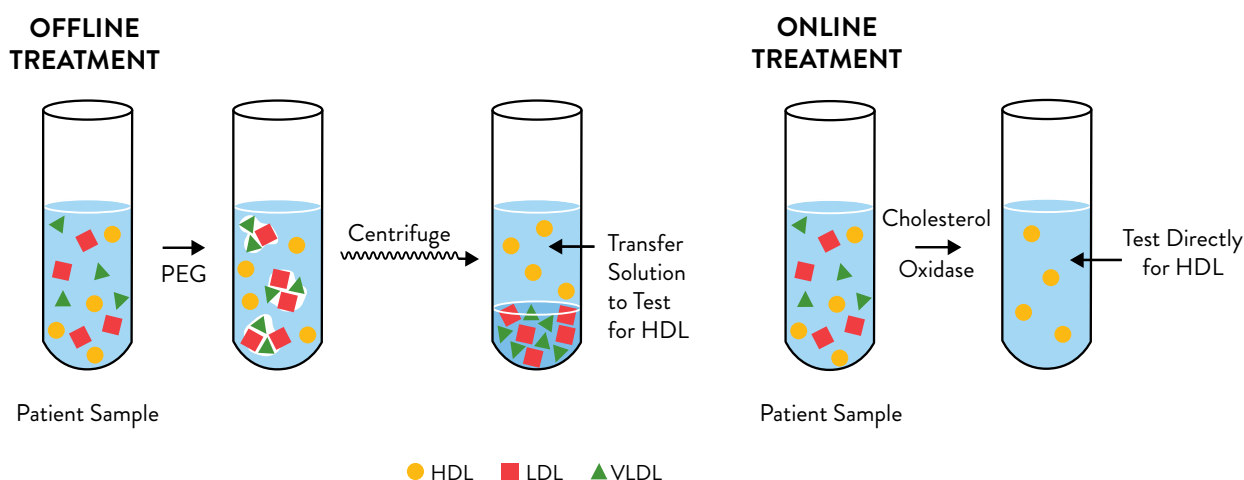 OFFLINE
TREATMENT
PEG
Centrifuge
Transfer
Solution
to Test
for HDL
Patient Sample
ONLINE
TREATMENT
Cholesterol
Oxidase
Test Directly
for HDL
Patient Sample
HDL
LDL
VLDL